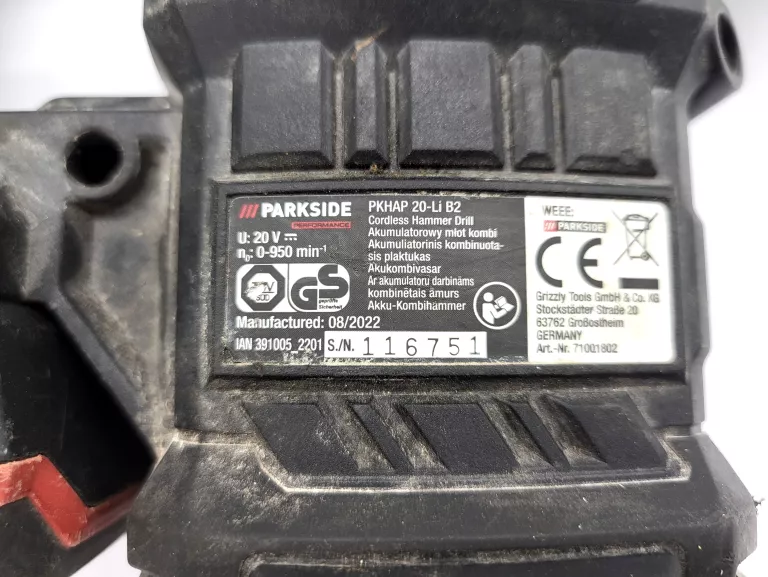 PARKSIDE
PERFORMANCE
U: 20 V
n₀: 0-950 min⁻¹
GS
geprüfte
Sicherheit
Manufactured: 08/2022
IAN 391005_2201
S./N. 116751
PKHAP 20-Li B2
Cordless Hammer Drill
Akumulatorowy młot kombi
Akumuliatorinis kombinuota-
sis plaktukas
Akukombivasar
Ar akumulatoru darbināms
kombinētais āmurs
Akku-Kombihammer
WEEE:
PARKSIDE
CE
Grizzly Tools GmbH & Co. KG
Stockstädter Straße 20
63762 Großostheim
GERMANY
Art.-Nr. 71001802